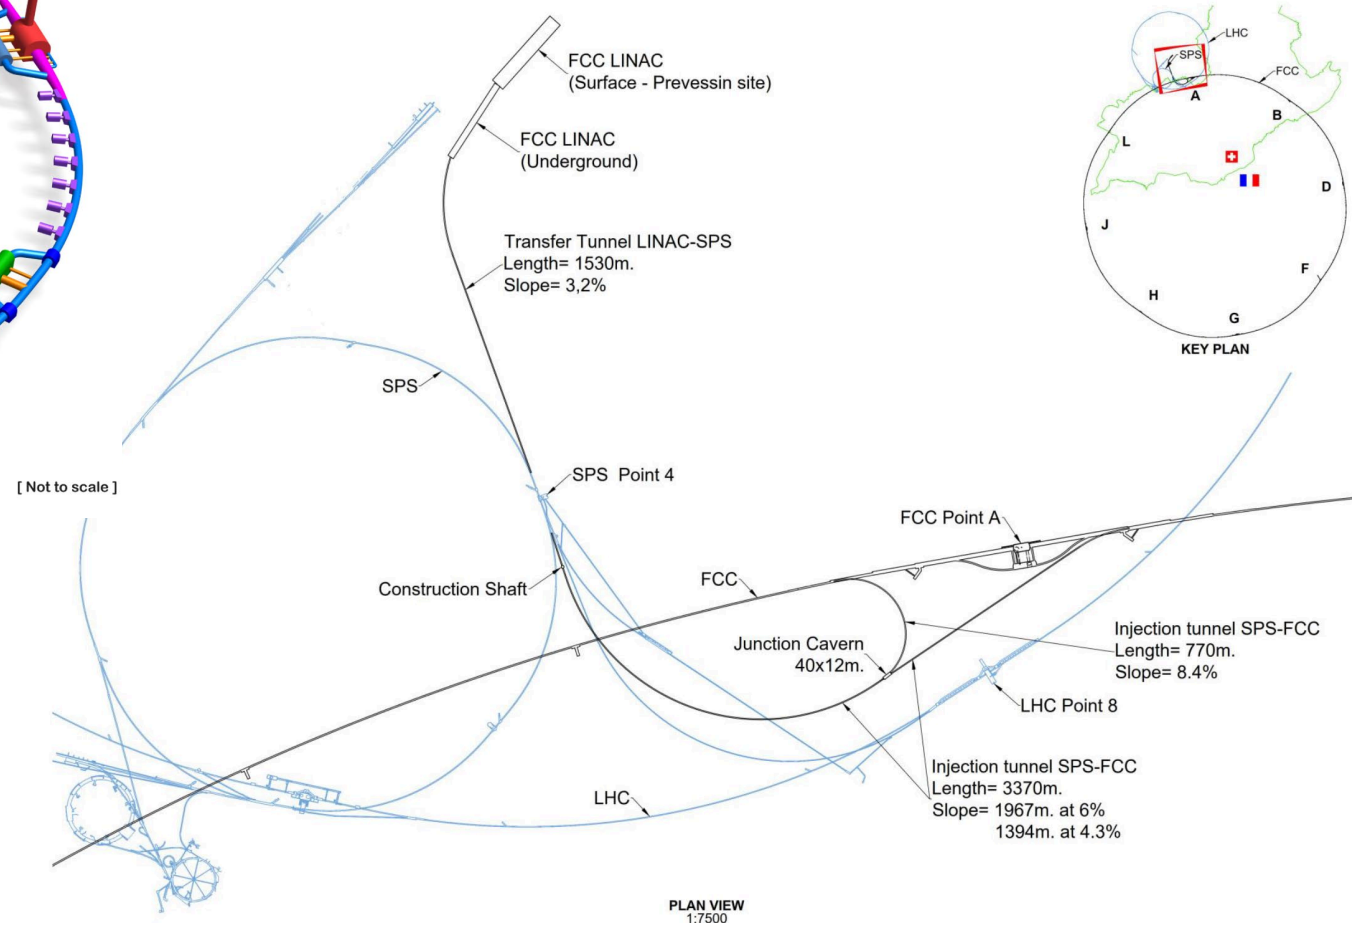 FCC LINAC
(Surface - Prevessin site)
FCC LINAC
(Underground)
Transfer Tunnel LINAC-SPS
Length= 1530m.
Slope= 3,2%
SPS
[ Not to scale ]
SPS Point 4
FCC Point A
Construction Shaft
FCC
Junction Cavern
40x12m.
Injection tunnel SPS-FCC
Length= 770m.
Slope= 8.4%
LHC Point 8
Injection tunnel SPS-FCC
Length= 3370m.
Slope= 1967m. at 6%
1394m. at 4.3%
LHC
PLAN VIEW
1:7500
LHC
SPS
FCC
A
B
L
D
J
F
H
G
KEY PLAN